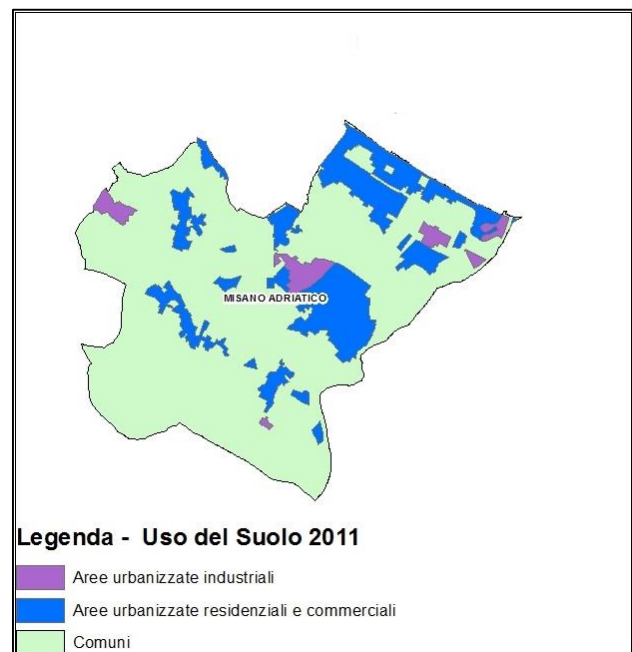 MISANO ADRIATICO
Legenda - Uso del Suolo 2011
Aree urbanizzate industriali
Aree urbanizzate residenziali e commerciali
Comuni